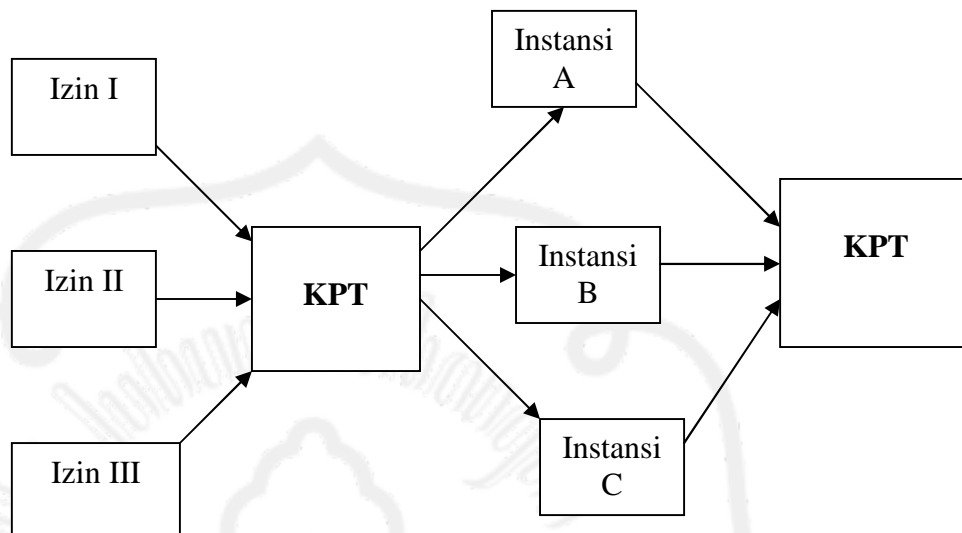 Izin I
Izin II
Izin III
KPT
Instansi
A
Instansi
B
Instansi
C
KPT